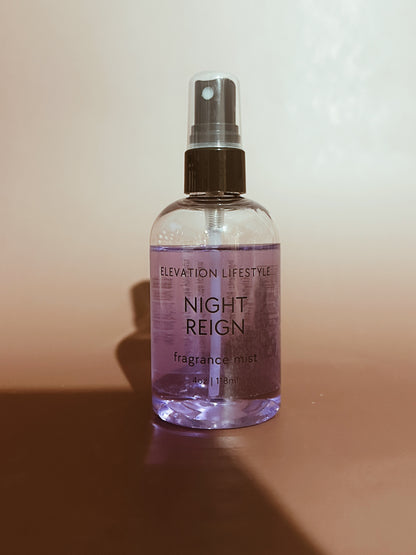 ELEVATION LIFESTYLE
NIGHT
REIGN
fragrance mist
4oz | 118ml